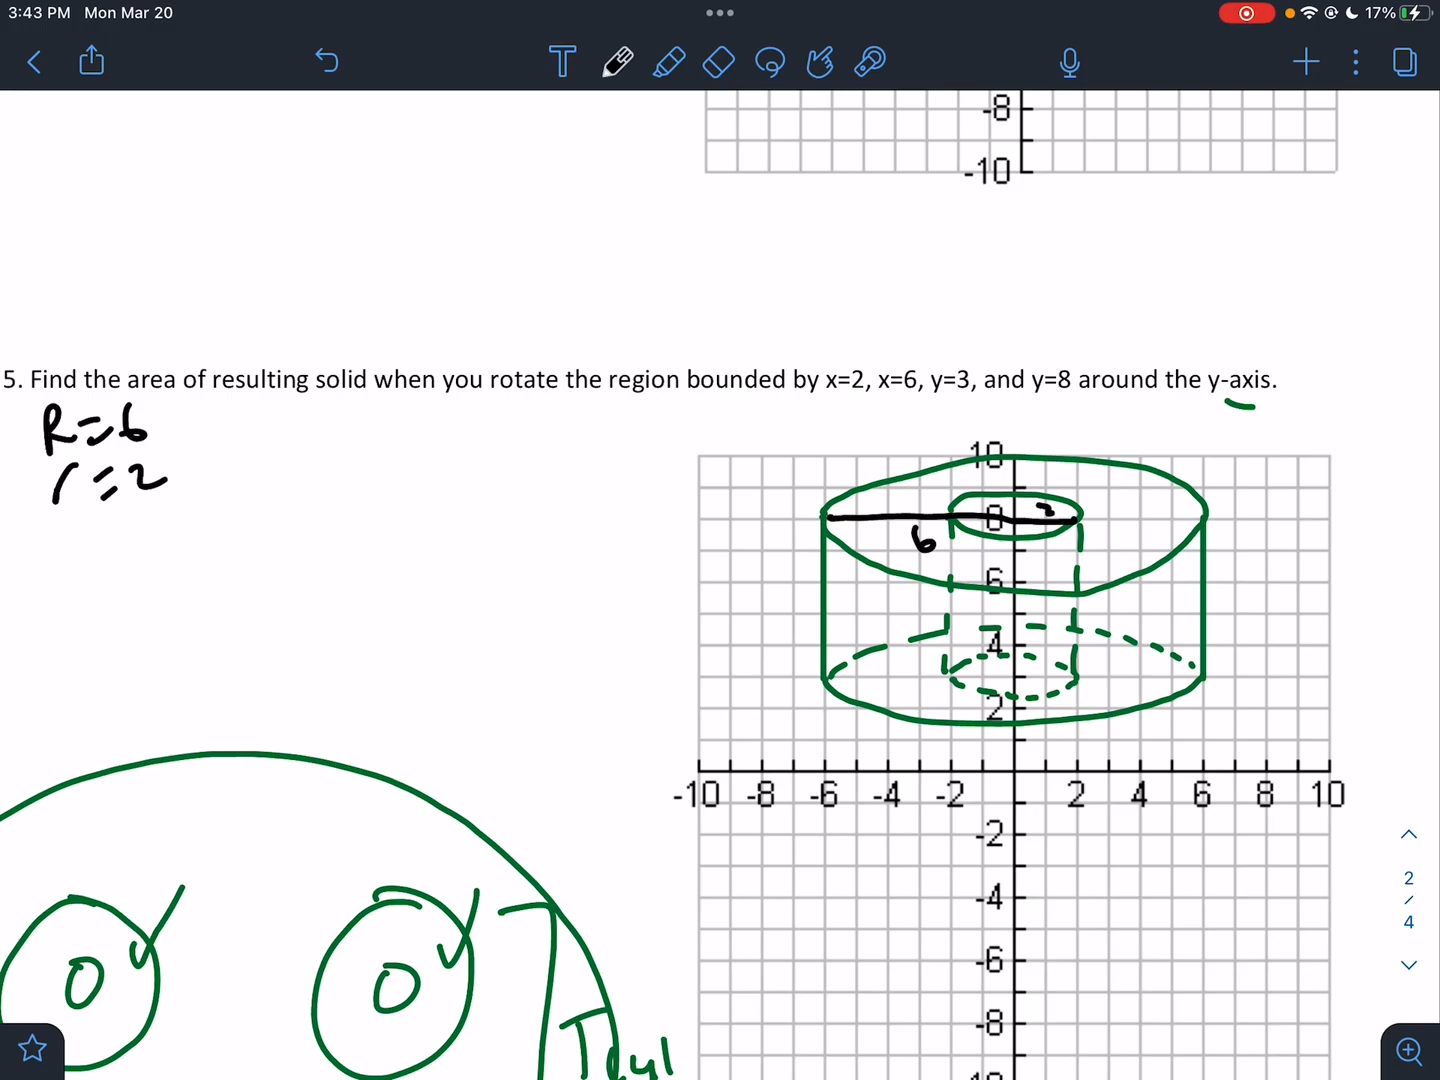 3:43 PM Mon Mar 20
17%
T
-8
-10
5. Find the area of resulting solid when you rotate the region bounded by x=2, x=6, y=3, and y=8 around the y-axis.
R=6
r=2
10
8
2
6
6
4
2
-10 -8 -6 -4 -2 2 4 6 8 10
-2
-4
-6
-8
2
4